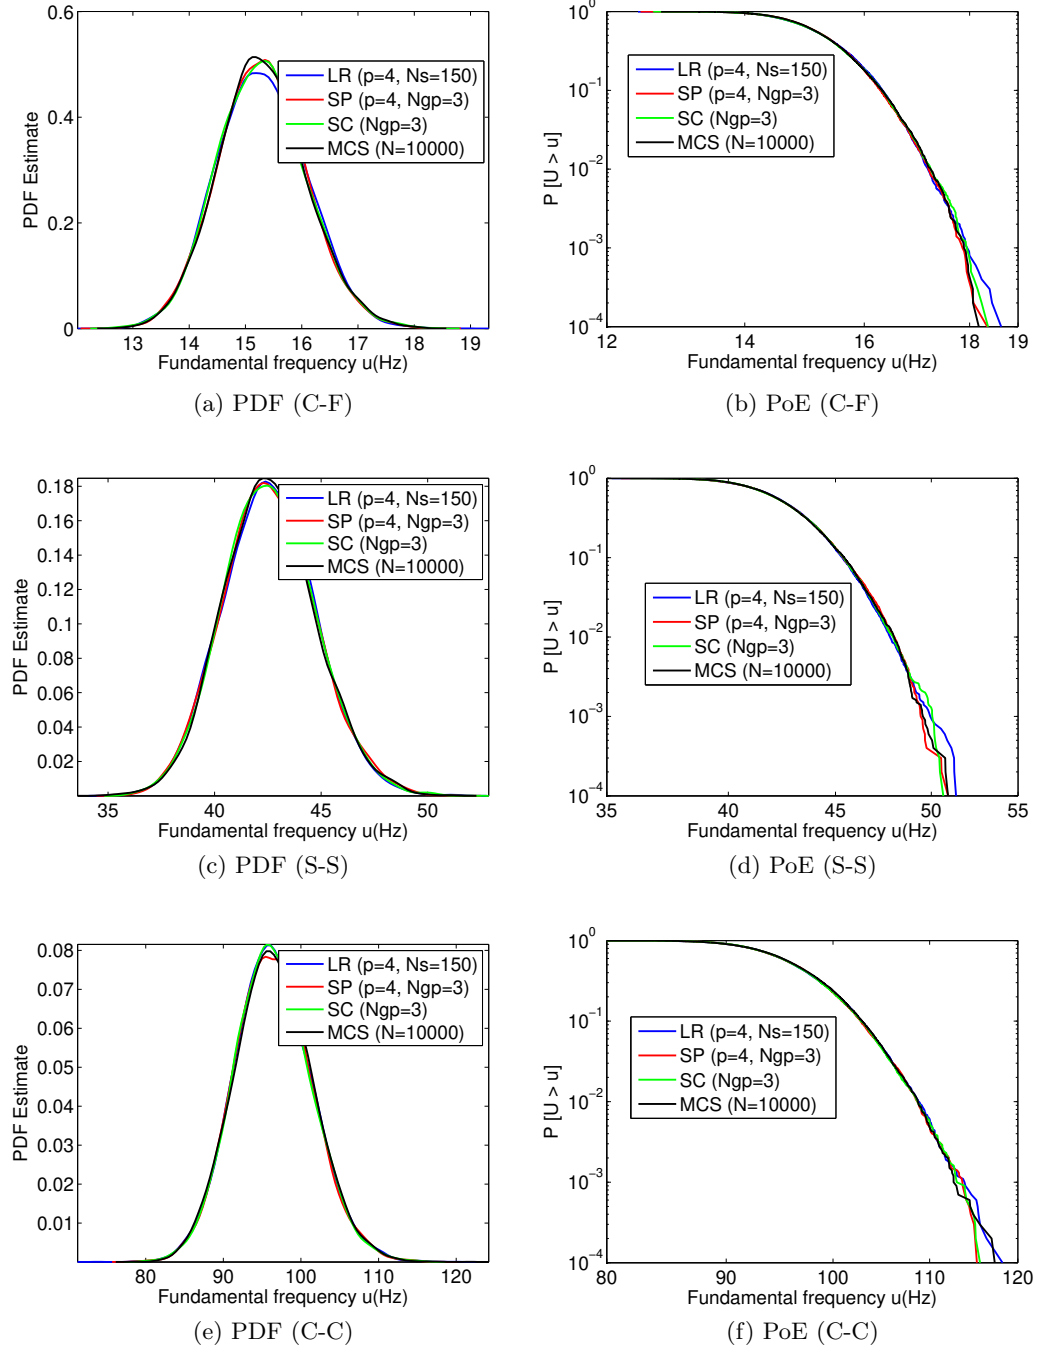 0.6
0.4
0.2
0
PDF Estimate
LR (p=4, Ns=150)
SP (p=4, Ngp=3)
SC (Ngp=3)
MCS (N=10000)
13 14 15 16 17 18 19
Fundamental frequency u(Hz)
(a) PDF (C-F)
10^0
10^-1
10^-2
10^-3
10^-4
P [U > u]
LR (p=4, Ns=150)
SP (p=4, Ngp=3)
SC (Ngp=3)
MCS (N=10000)
12 14 16 18 19
Fundamental frequency u(Hz)
(b) PoE (C-F)
0.18
0.16
0.14
0.12
0.1
0.08
0.06
0.04
0.02
PDF Estimate
LR (p=4, Ns=150)
SP (p=4, Ngp=3)
SC (Ngp=3)
MCS (N=10000)
35 40 45 50
Fundamental frequency u(Hz)
(c) PDF (S-S)
10^0
10^-1
10^-2
10^-3
10^-4
P [U > u]
LR (p=4, Ns=150)
SP (p=4, Ngp=3)
SC (Ngp=3)
MCS (N=10000)
35 40 45 50 55
Fundamental frequency u(Hz)
(d) PoE (S-S)
0.08
0.07
0.06
0.05
0.04
0.03
0.02
0.01
PDF Estimate
LR (p=4, Ns=150)
SP (p=4, Ngp=3)
SC (Ngp=3)
MCS (N=10000)
80 90 100 110 120
Fundamental frequency u(Hz)
(e) PDF (C-C)
10^0
10^-1
10^-2
10^-3
10^-4
P [U > u]
LR (p=4, Ns=150)
SP (p=4, Ngp=3)
SC (Ngp=3)
MCS (N=10000)
80 90 100 110 120
Fundamental frequency u(Hz)
(f) PoE (C-C)